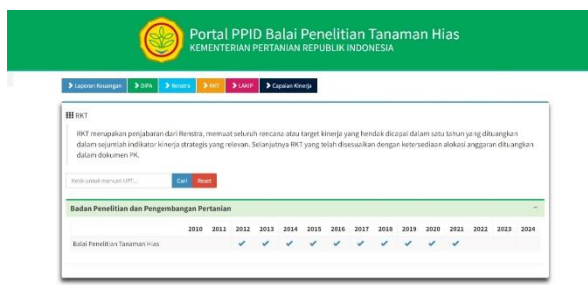 Portal PPID Balai Penelitian Tanaman Hias
KEMENTERIAN PERTANIAN REPUBLIK INDONESIA
Laporan Keuangan DIPA Renstra RKT LAKIP Capaian Kinerja
RKT
RKT merupakan penjabaran dari Renstra, memuat seluruh rencana atau target kinerja yang hendak dicapai dalam satu tahun yang dituangkan
dalam sejumlah indikator kinerja strategis yang relevan. Selanjutnya RKT yang telah disesuaikan dengan ketersediaan alokasi anggaran dituangkan
dalam dokumen PK.
Ketik untuk mencari UPT... Cari Reset
Badan Penelitian dan Pengembangan Pertanian
2010 2011 2012 2013 2014 2015 2016 2017 2018 2019 2020 2021 2022 2023 2024
Balai Penelitian Tanaman Hias